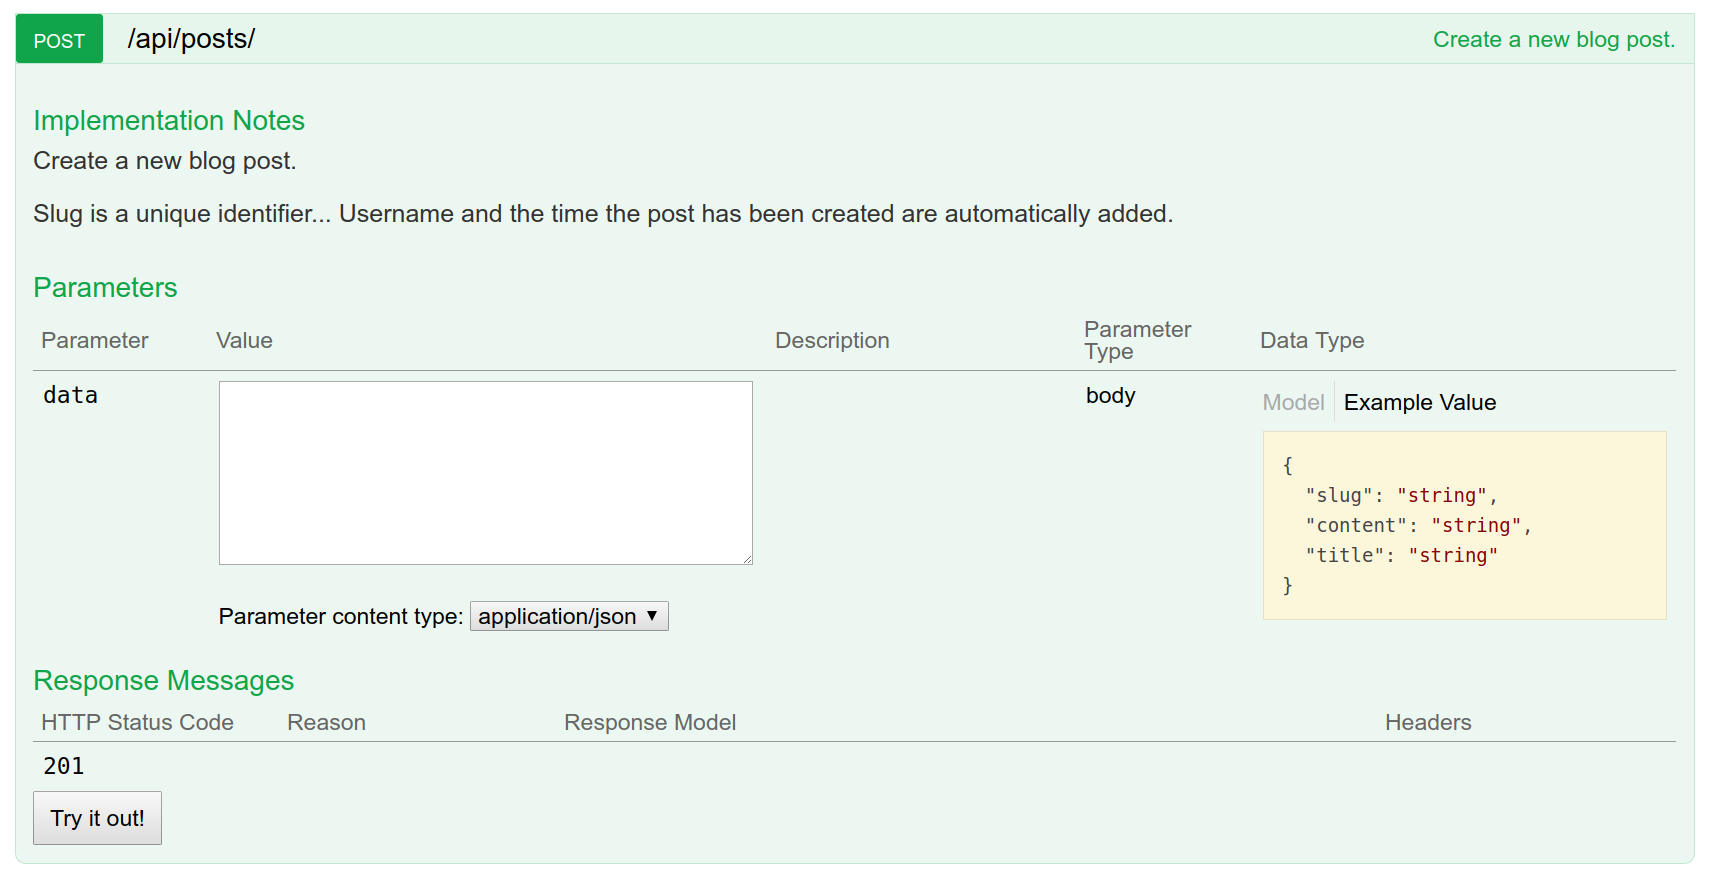 POST /api/posts/ Create a new blog post.
Implementation Notes
Create a new blog post.
Slug is a unique identifier... Username and the time the post has been created are automatically added.
Parameters
Parameter Value Description Parameter Type Data Type
data body Model Example Value
{
"slug": "string",
"content": "string",
"title": "string"
}
Parameter content type: application/json ▼
Response Messages
HTTP Status Code Reason Response Model Headers
201
Try it out!